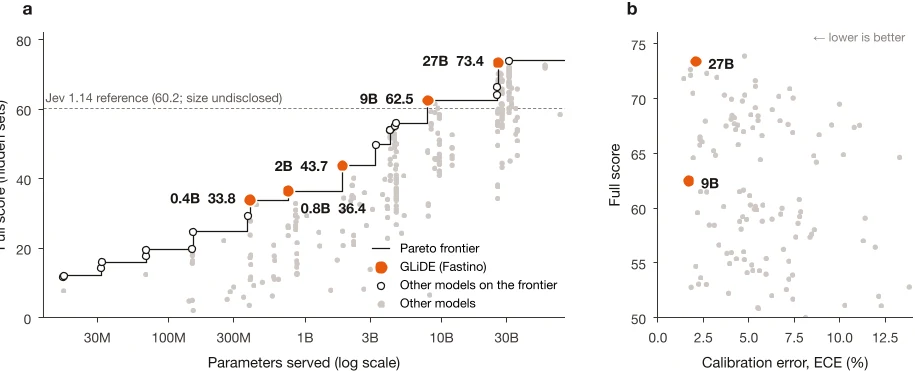 a
Full score (hidden sets)
80
60
40
20
0
Jev 1.14 reference (60.2; size undisclosed)
27B 73.4
9B 62.5
2B 43.7
0.4B 33.8
0.8B 36.4
Pareto frontier
GLiDE (Fastino)
Other models on the frontier
Other models
30M
100M
300M
1B
3B
10B
30B
Parameters served (log scale)
b
← lower is better
Full score
75
70
65
60
55
50
27B
9B
0.0
2.5
5.0
7.5
10.0
12.5
Calibration error, ECE (%)